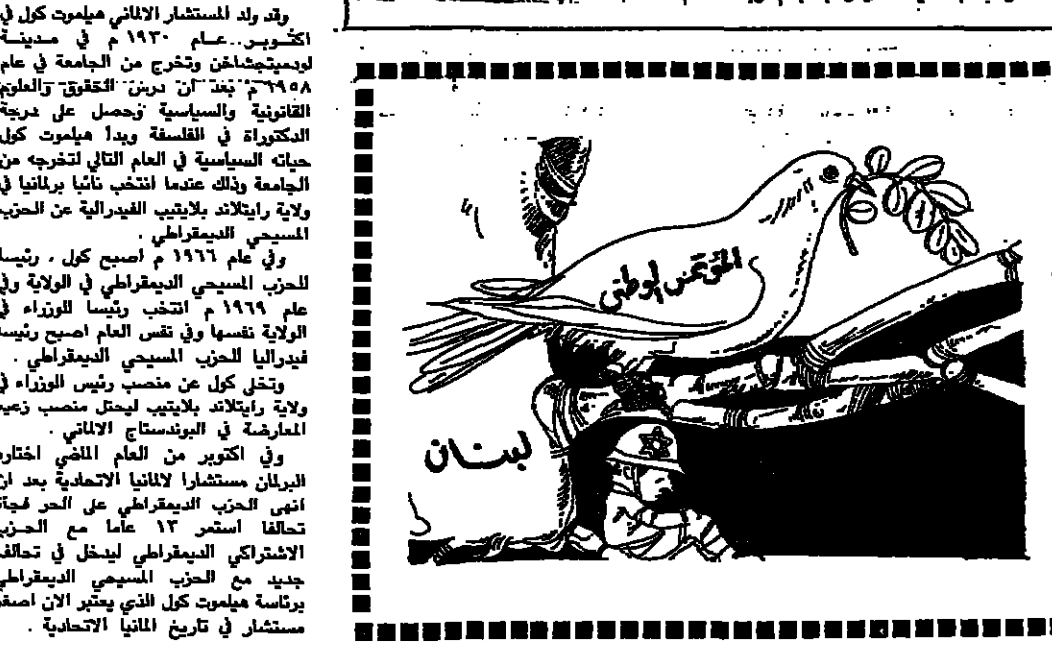 وقد ولد المستشار الالماني هيلموت كول في
اكتوبر..عام ١٩٣٠ م في مدينة
لودميتجشاخن وتخرج من الجامعة في عام
١٩٥٨ م بعد ان درس الحقوق والعلوم
القانونية والسياسية وحصل على درجة
الدكتوراة في الفلسفة وبدأ هيلموت كول
حياته السياسية في العام التالي لتخرجه من
الجامعة وذلك عندما انتخب نائبا برلمانيا في
ولاية رايتلاند بلايتيب الفيدرالية عن الحزب
المسيحي الديمقراطي .
وفي عام ١٩٦٦ م اصبح كول ، رئيسا
للحزب المسيحي الديمقراطي في الولاية وفي
عام ١٩٦٩ م انتخب رئيسا للوزراء في
الولاية نفسها وفي نفس العام اصبح رئيسا
فيدراليا للحزب المسيحي الديمقراطي .
وتخلى كول عن منصب رئيس الوزراء في
ولاية رايتلاند بلايتيب ليحتل منصب زعيم
المعارضة في البوندستاج الالماني .
وفي اكتوبر من العام الماضي اختاره
البرلمان مستشارا لالمانيا الاتحادية بعد ان
انهى الحزب الديمقراطي على الحر فجأة
تحالفا استمر ١٣ عاما مع الحزب
الاشتراكي الديمقراطي ليدخل في تحالف
جديد مع الحزب المسيحي الديمقراطي
برئاسة هيلموت كول الذي يعتبر الان اصغر
مستشار في تاريخ المانيا الاتحادية .
الوطني
لبنان